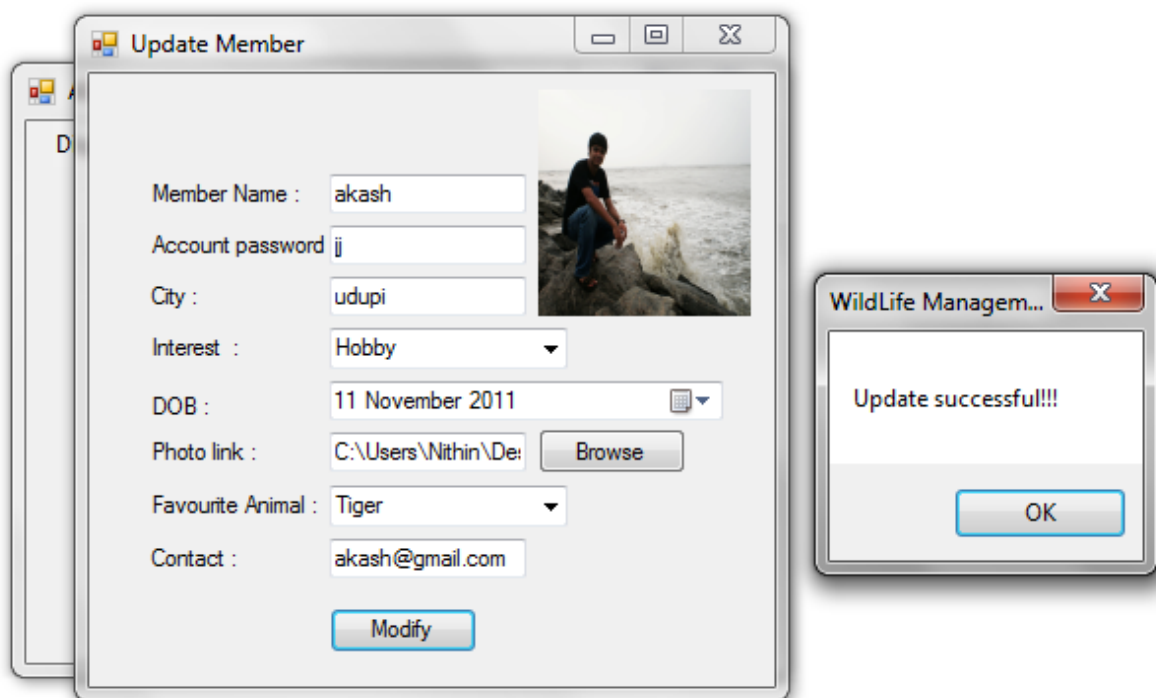 Update Member
Member Name : akash
Account password jj
City : udupi
Interest : Hobby
DOB : 11 November 2011
Photo link : C:\Users\Nithin\Des Browse
Favourite Animal : Tiger
Contact : akash@gmail.com
Modify
WildLife Managem...
Update successful!!!
OK